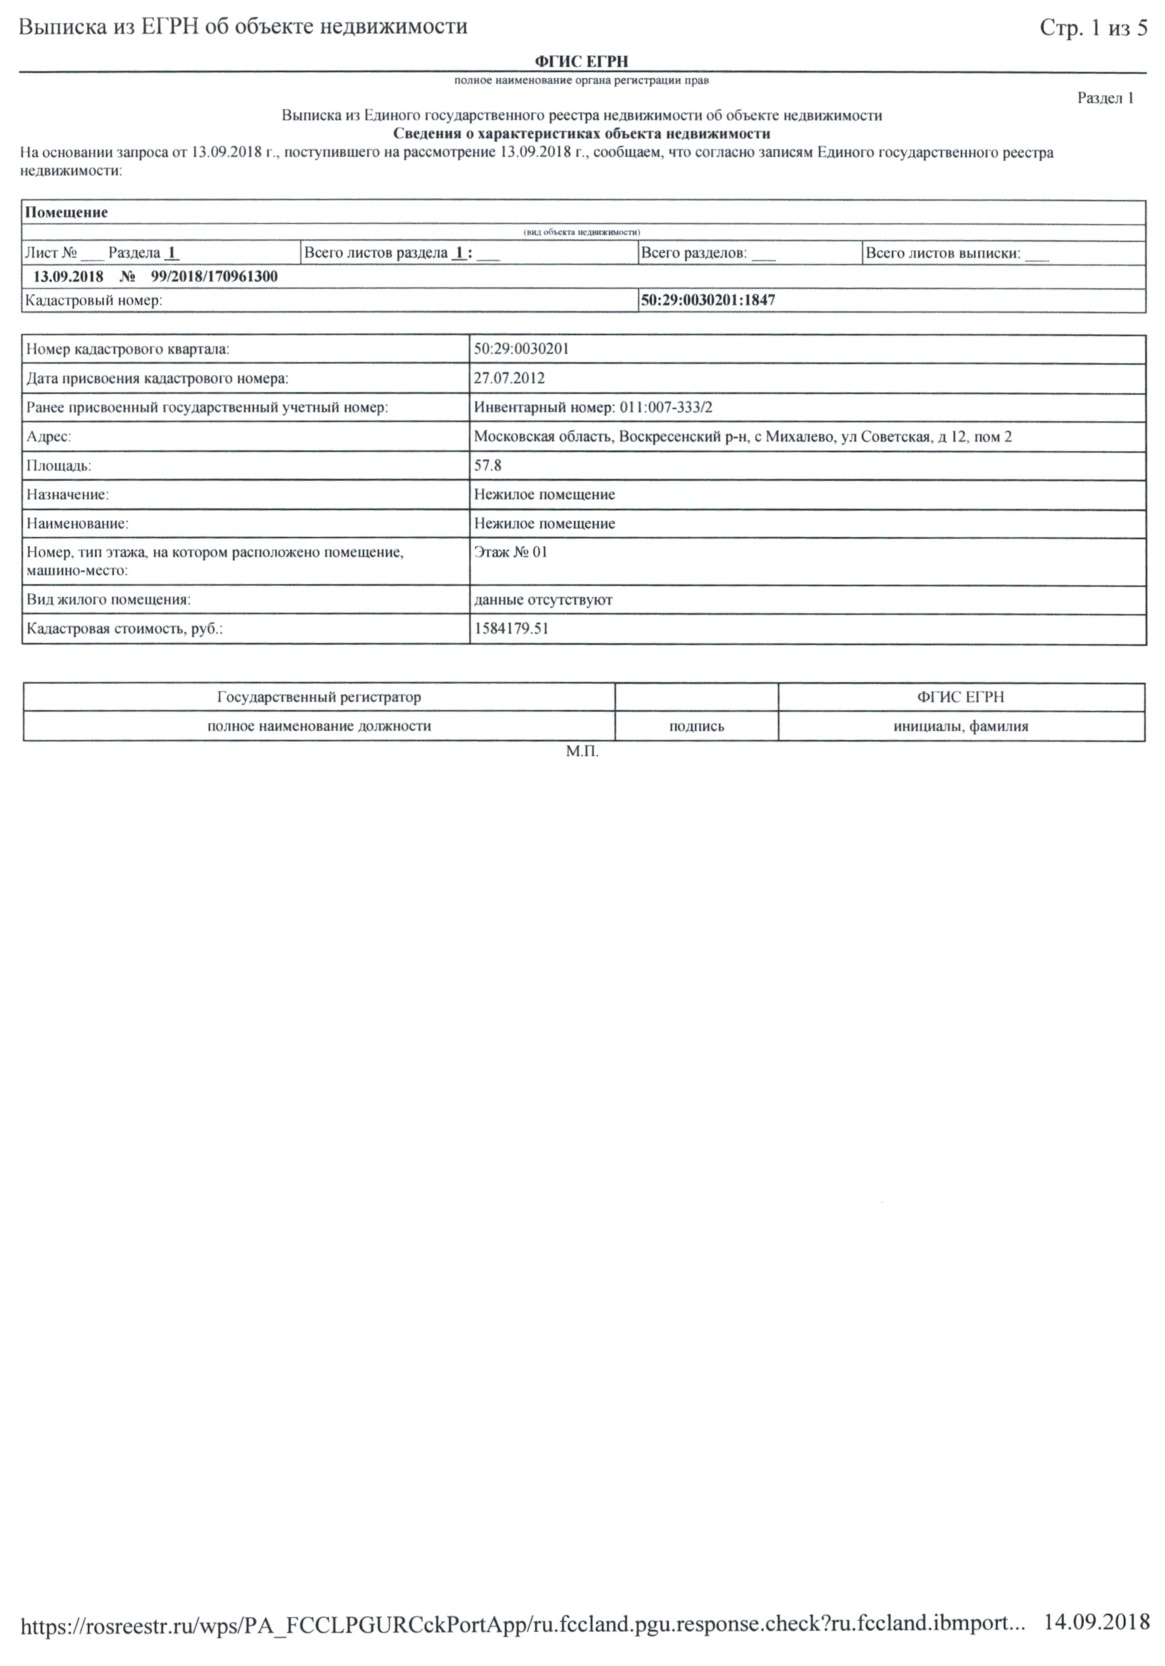 Выписка из ЕГРН об объекте недвижимости Стр. 1 из 5
ФГИС ЕГРН
полное наименование органа регистрации прав
Раздел 1
Выписка из Единого государственного реестра недвижимости об объекте недвижимости
Сведения о характеристиках объекта недвижимости
На основании запроса от 13.09.2018 г., поступившего на рассмотрение 13.09.2018 г., сообщаем, что согласно записям Единого государственного реестра
недвижимости:
Помещение
(вид объекта недвижимости)
Лист № ___ Раздела 1 Всего листов раздела 1 : ___ Всего разделов: ___ Всего листов выписки: ___
13.09.2018 № 99/2018/170961300
Кадастровый номер: 50:29:0030201:1847
Номер кадастрового квартала: 50:29:0030201
Дата присвоения кадастрового номера: 27.07.2012
Ранее присвоенный государственный учетный номер: Инвентарный номер: 011:007-333/2
Адрес: Московская область, Воскресенский р-н, с Михалево, ул Советская, д 12, пом 2
Площадь: 57.8
Назначение: Нежилое помещение
Наименование: Нежилое помещение
Номер, тип этажа, на котором расположено помещение, Этаж № 01
машино-место:
Вид жилого помещения: данные отсутствуют
Кадастровая стоимость, руб.: 1584179.51
Государственный регистратор ФГИС ЕГРН
полное наименование должности подпись инициалы, фамилия
М.П.
https://rosreestr.ru/wps/PA_FCCLPGURCckPortApp/ru.fccland.pgu.response.check?ru.fccland.ibmport... 14.09.2018